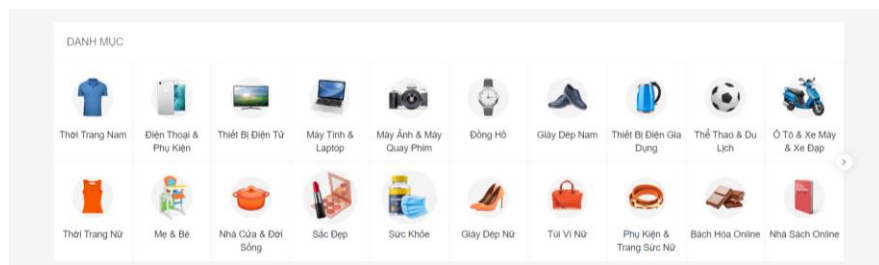 DANH MỤC
Thời Trang Nam
Điện Thoại &
Phụ Kiện
Thiết Bị Điện Tử
Máy Tính &
Laptop
Máy Ảnh & Máy
Quay Phim
Đồng Hồ
Giày Dép Nam
Thiết Bị Điện Gia
Dụng
Thể Thao & Du
Lịch
Ô Tô & Xe Máy
& Xe Đạp
Thời Trang Nữ
Mẹ & Bé
Nhà Cửa & Đời
Sống
Sắc Đẹp
Sức Khỏe
Giày Dép Nữ
Túi Ví Nữ
Phụ Kiện &
Trang Sức Nữ
Bách Hóa Online
Nhà Sách Online